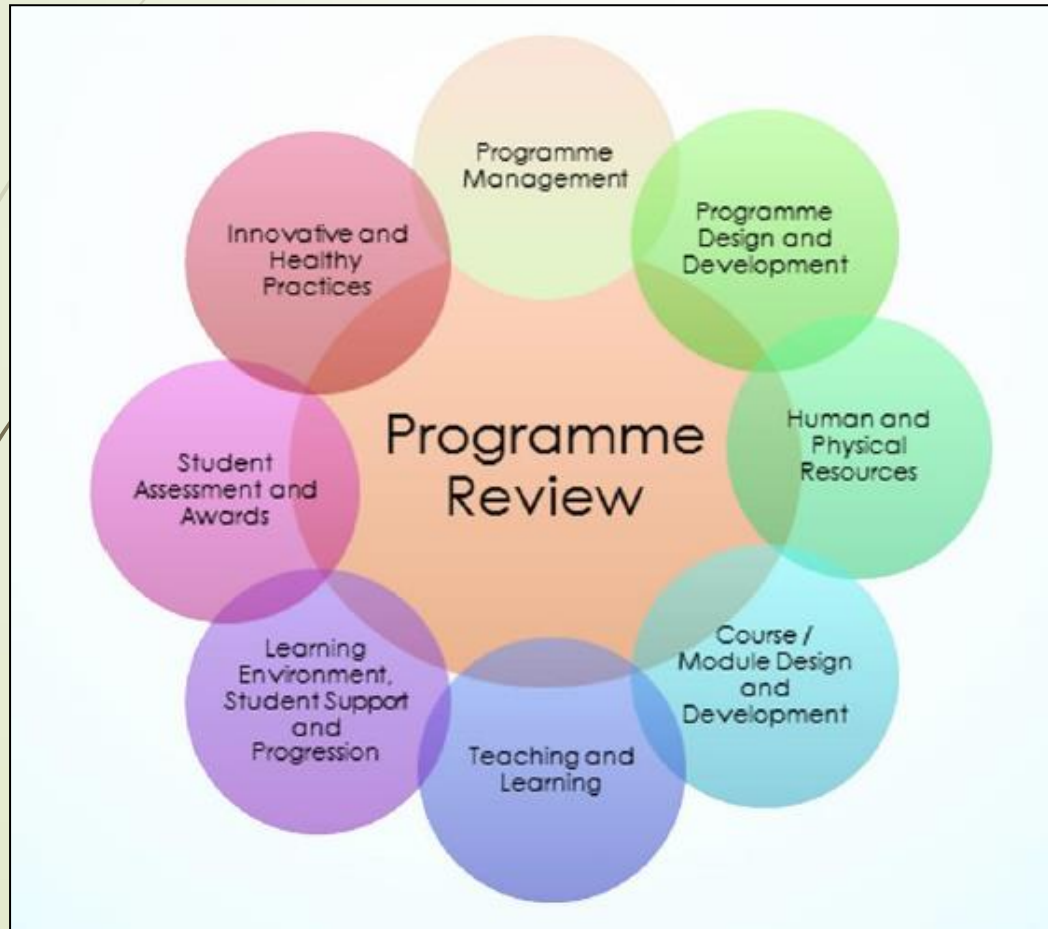 Programme
Management
Programme
Design and
Development
Human and
Physical
Resources
Course /
Module Design
and
Development
Teaching and
Learning
Learning
Environment,
Student Support
and
Progression
Student
Assessment and
Awards
Innovative and
Healthy
Practices
Programme
Review